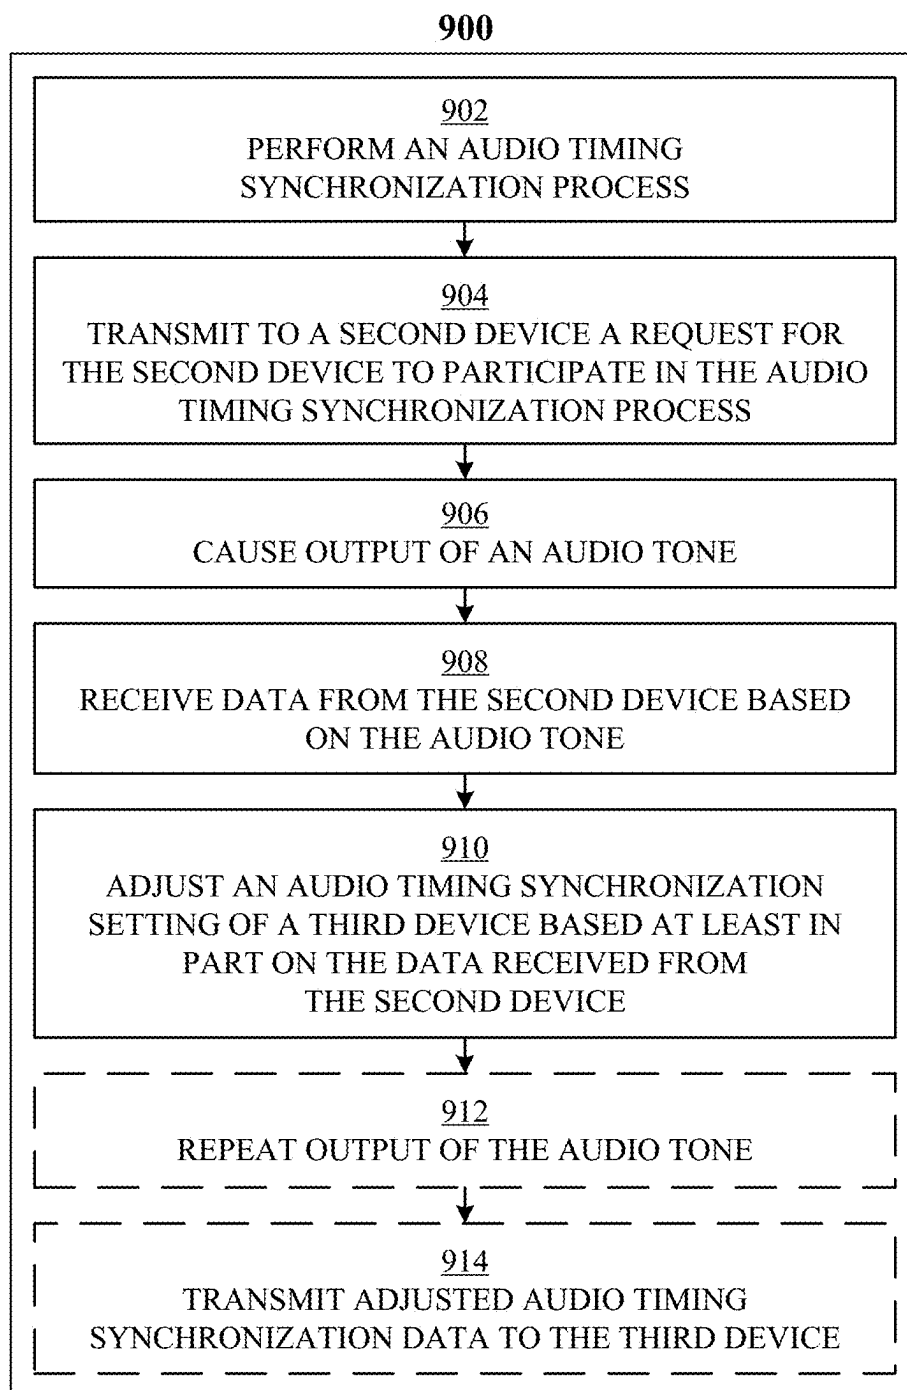 900
902
PERFORM AN AUDIO TIMING
SYNCHRONIZATION PROCESS
904
TRANSMIT TO A SECOND DEVICE A REQUEST FOR
THE SECOND DEVICE TO PARTICIPATE IN THE AUDIO
TIMING SYNCHRONIZATION PROCESS
906
CAUSE OUTPUT OF AN AUDIO TONE
908
RECEIVE DATA FROM THE SECOND DEVICE BASED
ON THE AUDIO TONE
910
ADJUST AN AUDIO TIMING SYNCHRONIZATION
SETTING OF A THIRD DEVICE BASED AT LEAST IN
PART ON THE DATA RECEIVED FROM
THE SECOND DEVICE
912
REPEAT OUTPUT OF THE AUDIO TONE
914
TRANSMIT ADJUSTED AUDIO TIMING
SYNCHRONIZATION DATA TO THE THIRD DEVICE